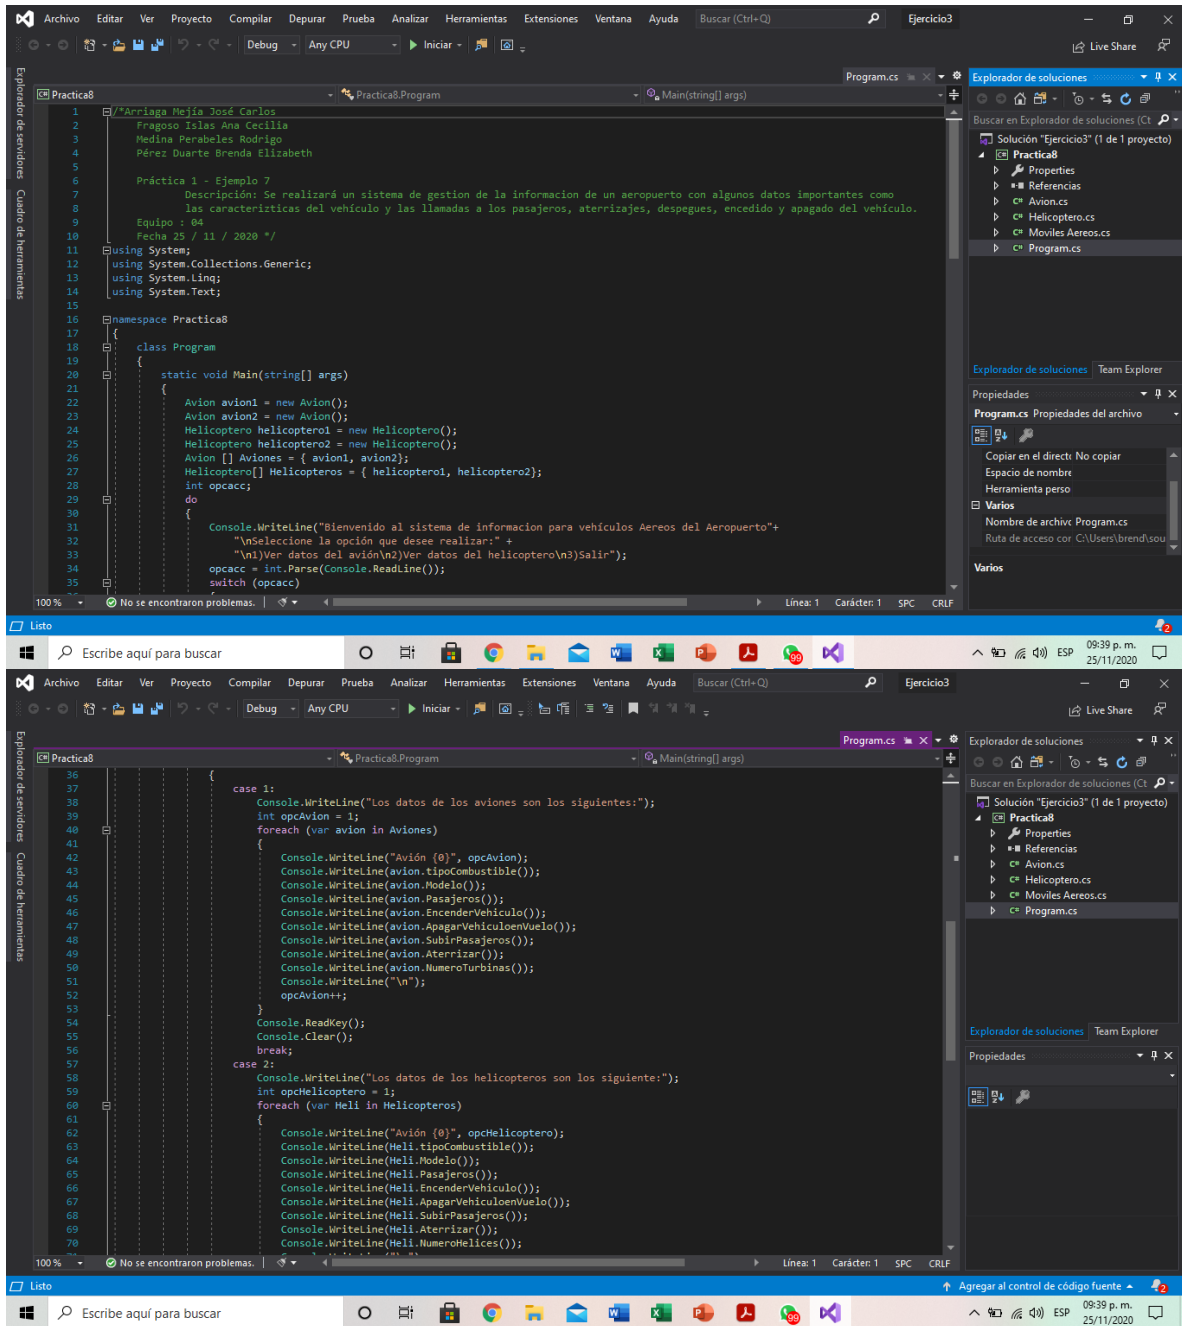 Archivo Editar Ver Proyecto Compilar Depurar Prueba Analizar Herramientas Extensiones Ventana Ayuda Buscar (Ctrl+Q) Ejercicio3
Debug Any CPU Iniciar Live Share
Explorador de servidores
Cuadro de herramientas
Program.cs
Practica8 Practica8.Program Main(string[] args)
1 /*Arriaga Mejía José Carlos
2 Fragoso Islas Ana Cecilia
3 Medina Perabeles Rodrigo
4 Pérez Duarte Brenda Elizabeth
5
6 Práctica 1 - Ejemplo 7
7 Descripción: Se realizará un sistema de gestion de la informacion de un aeropuerto con algunos datos importantes como
8 las caracterizticas del vehículo y las llamadas a los pasajeros, aterrizajes, despegues, encedido y apagado del vehículo.
9 Equipo : 04
10 Fecha 25 / 11 / 2020 */
11 using System;
12 using System.Collections.Generic;
13 using System.Linq;
14 using System.Text;
15
16 namespace Practica8
17 {
18 class Program
19 {
20 static void Main(string[] args)
21 {
22 Avion avion1 = new Avion();
23 Avion avion2 = new Avion();
24 Helicoptero helicoptero1 = new Helicoptero();
25 Helicoptero helicoptero2 = new Helicoptero();
26 Avion [] Aviones = { avion1, avion2};
27 Helicoptero[] Helicopteros = { helicoptero1, helicoptero2};
28 int opcacc;
29 do
30 {
31 Console.WriteLine("Bienvenido al sistema de informacion para vehículos Aereos del Aeropuerto"+
32 "\nSeleccione la opción que desee realizar:" +
33 "\n1)Ver datos del avión\n2)Ver datos del helicoptero\n3)Salir");
34 opcacc = int.Parse(Console.ReadLine());
35 switch (opcacc)
100 % No se encontraron problemas. Línea: 1 Carácter: 1 SPC CRLF
Explorador de soluciones
Buscar en Explorador de soluciones (Ct
Solución "Ejercicio3" (1 de 1 proyecto)
Practica8
Properties
Referencias
C# Avion.cs
C# Helicoptero.cs
C# Moviles Aereos.cs
C# Program.cs
Explorador de soluciones Team Explorer
Propiedades
Program.cs Propiedades del archivo
Copiar en el directo No copiar
Espacio de nombre
Herramienta perso
Varios
Nombre de archivo Program.cs
Ruta de acceso cor C:\Users\brend\sou
Varios
Listo 2
Escribe aquí para buscar 99 ESP 09:39 p. m.
25/11/2020
Archivo Editar Ver Proyecto Compilar Depurar Prueba Analizar Herramientas Extensiones Ventana Ayuda Buscar (Ctrl+Q) Ejercicio3
Debug Any CPU Iniciar Live Share
Explorador de servidores
Cuadro de herramientas
Program.cs
Practica8 Practica8.Program Main(string[] args)
36 {
37 case 1:
38 Console.WriteLine("Los datos de los aviones son los siguientes:");
39 int opcAvion = 1;
40 foreach (var avion in Aviones)
41 {
42 Console.WriteLine("Avión {0}", opcAvion);
43 Console.WriteLine(avion.tipoCombustible());
44 Console.WriteLine(avion.Modelo());
45 Console.WriteLine(avion.Pasajeros());
46 Console.WriteLine(avion.EncenderVehiculo());
47 Console.WriteLine(avion.ApagarVehiculoenVuelo());
48 Console.WriteLine(avion.SubirPasajeros());
49 Console.WriteLine(avion.Aterrizar());
50 Console.WriteLine(avion.NumeroTurbinas());
51 Console.WriteLine("\n");
52 opcAvion++;
53 }
54 Console.ReadKey();
55 Console.Clear();
56 break;
57 case 2:
58 Console.WriteLine("Los datos de los helicopteros son los siguiente:");
59 int opcHelicoptero = 1;
60 foreach (var Heli in Helicopteros)
61 {
62 Console.WriteLine("Avión {0}", opcHelicoptero);
63 Console.WriteLine(Heli.tipoCombustible());
64 Console.WriteLine(Heli.Modelo());
65 Console.WriteLine(Heli.Pasajeros());
66 Console.WriteLine(Heli.EncenderVehiculo());
67 Console.WriteLine(Heli.ApagarVehiculoenVuelo());
68 Console.WriteLine(Heli.SubirPasajeros());
69 Console.WriteLine(Heli.Aterrizar());
70 Console.WriteLine(Heli.NumeroHelices());
100 % No se encontraron problemas. Línea: 1 Carácter: 1 SPC CRLF
Explorador de soluciones
Buscar en Explorador de soluciones (Ct
Solución "Ejercicio3" (1 de 1 proyecto)
Practica8
Properties
Referencias
C# Avion.cs
C# Helicoptero.cs
C# Moviles Aereos.cs
C# Program.cs
Explorador de soluciones Team Explorer
Propiedades
Listo Agregar al control de código fuente 2
Escribe aquí para buscar 99 ESP 09:39 p. m.
25/11/2020